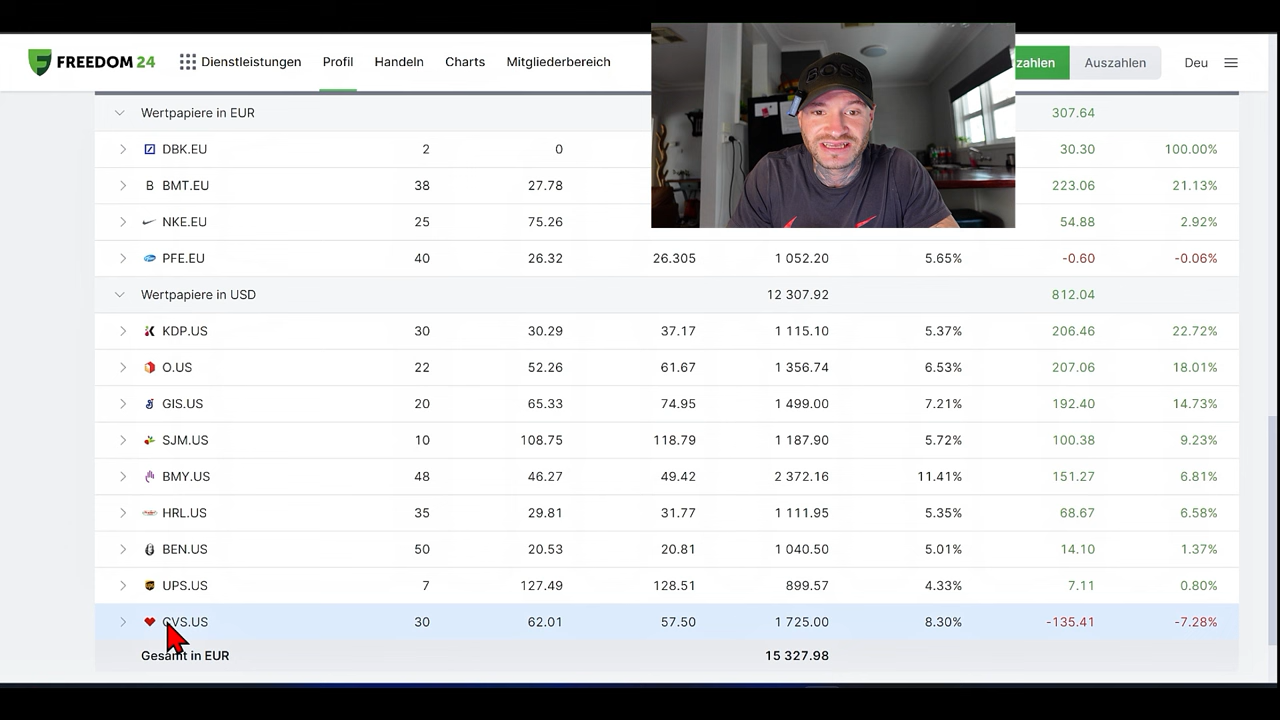 FREEDOM 24 Dienstleistungen Profil Handeln Charts Mitgliederbereich zahlen Auszahlen Deu
BOSS
Wertpapiere in EUR 307.64
DBK.EU 2 0 30.30 100.00%
B BMT.EU 38 27.78 223.06 21.13%
NKE.EU 25 75.26 54.88 2.92%
PFE.EU 40 26.32 26.305 1 052.20 5.65% -0.60 -0.06%
Wertpapiere in USD 12 307.92 812.04
KDP.US 30 30.29 37.17 1 115.10 5.37% 206.46 22.72%
O.US 22 52.26 61.67 1 356.74 6.53% 207.06 18.01%
GIS.US 20 65.33 74.95 1 499.00 7.21% 192.40 14.73%
SJM.US 10 108.75 118.79 1 187.90 5.72% 100.38 9.23%
BMY.US 48 46.27 49.42 2 372.16 11.41% 151.27 6.81%
HRL.US 35 29.81 31.77 1 111.95 5.35% 68.67 6.58%
BEN.US 50 20.53 20.81 1 040.50 5.01% 14.10 1.37%
UPS.US 7 127.49 128.51 899.57 4.33% 7.11 0.80%
CVS.US 30 62.01 57.50 1 725.00 8.30% -135.41 -7.28%
Gesamt in EUR 15 327.98